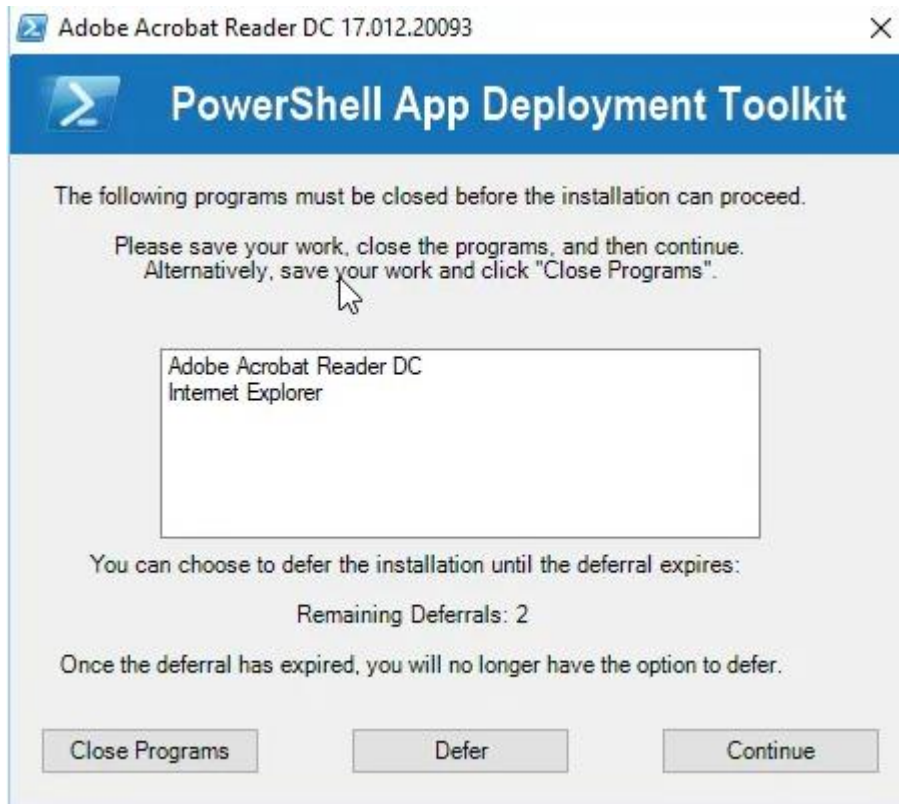 Adobe Acrobat Reader DC 17.012.20093
PowerShell App Deployment Toolkit
The following programs must be closed before the installation can proceed.
Please save your work, close the programs, and then continue.
Alternatively, save your work and click "Close Programs".
Adobe Acrobat Reader DC
Internet Explorer
You can choose to defer the installation until the deferral expires:
Remaining Deferrals: 2
Once the deferral has expired, you will no longer have the option to defer.
Close Programs Defer Continue